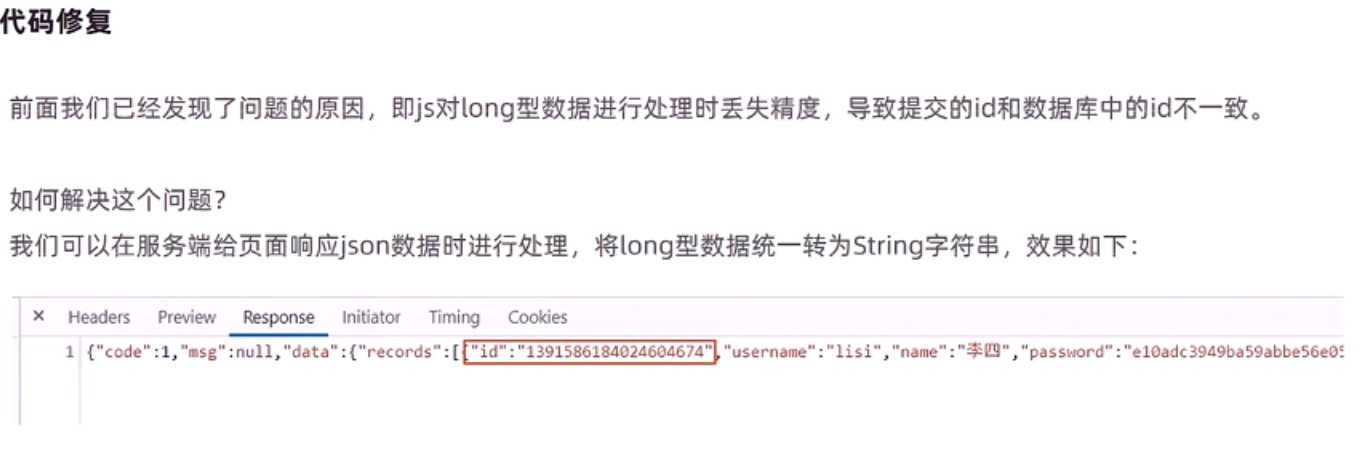 代码修复
前面我们已经发现了问题的原因，即js对long型数据进行处理时丢失精度，导致提交的id和数据库中的id不一致。
如何解决这个问题？
我们可以在服务端给页面响应json数据时进行处理，将long型数据统一转为String字符串，效果如下：
× Headers Preview Response Initiator Timing Cookies
1 {"code":1,"msg":null,"data":{"records":[{"id":"1391586184024604674","username":"lisi","name":"李四","password":"e10adc3949ba59abbe56e05